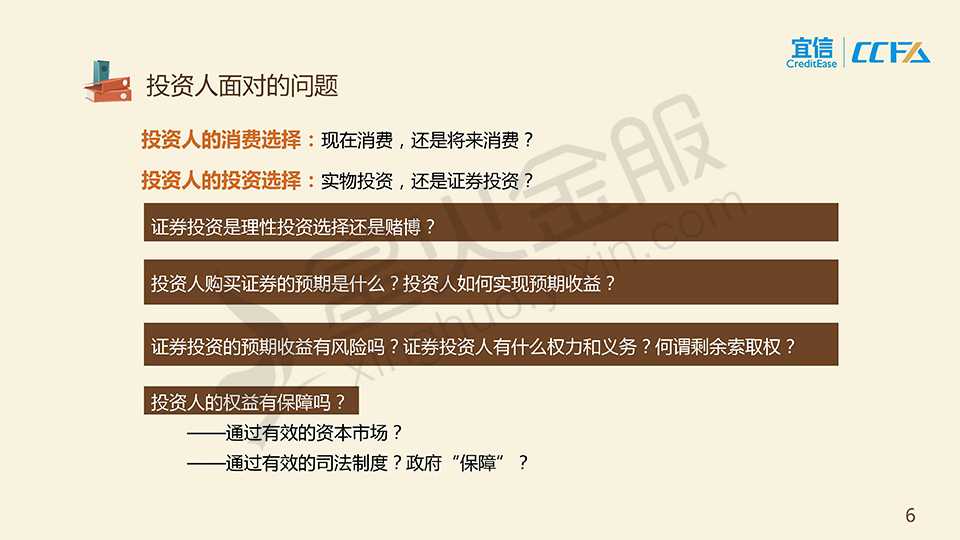 宜信
CreditEase
CCFA
投资人面对的问题
投资人的消费选择：现在消费，还是将来消费？
投资人的投资选择：实物投资，还是证券投资？
证券投资是理性投资选择还是赌博？
投资人购买证券的预期是什么？投资人如何实现预期收益？
证券投资的预期收益有风险吗？证券投资人有什么权力和义务？何谓剩余索取权？
投资人的权益有保障吗？
——通过有效的资本市场？
——通过有效的司法制度？政府“保障”？
星火金服
xinghuoyixin.com
6